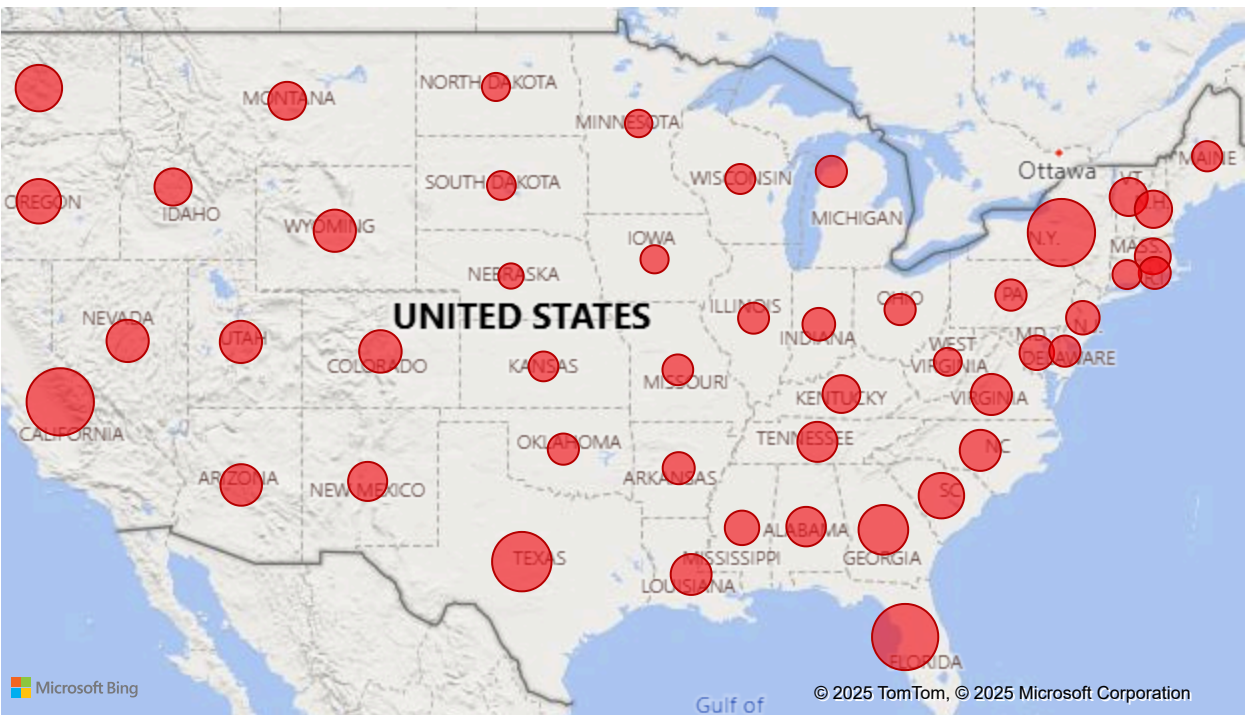 NORTH DAKOTA
MONTANA
MINNESOTA
Ottawa
MAINE
VT.
WISCONSIN
SOUTH DAKOTA
OREGON
IDAHO
N.H.
MICHIGAN
WYOMING
N.Y.
IOWA
MASS.
NEBRASKA
R.I.
PA
OHIO
ILLINOIS
UNITED STATES
NEVADA
N.J.
UTAH
INDIANA
MD.
WEST
VIRGINIA
DELAWARE
COLORADO
KANSAS
MISSOURI
KENTUCKY
VIRGINIA
CALIFORNIA
TENNESSEE
OKLAHOMA
NC
ARIZONA
NEW MEXICO
ARKANSAS
SC
ALABAMA
TEXAS
MISSISSIPPI
GEORGIA
LOUISIANA
FLORIDA
Microsoft Bing
© 2025 TomTom, © 2025 Microsoft Corporation
Gulf of